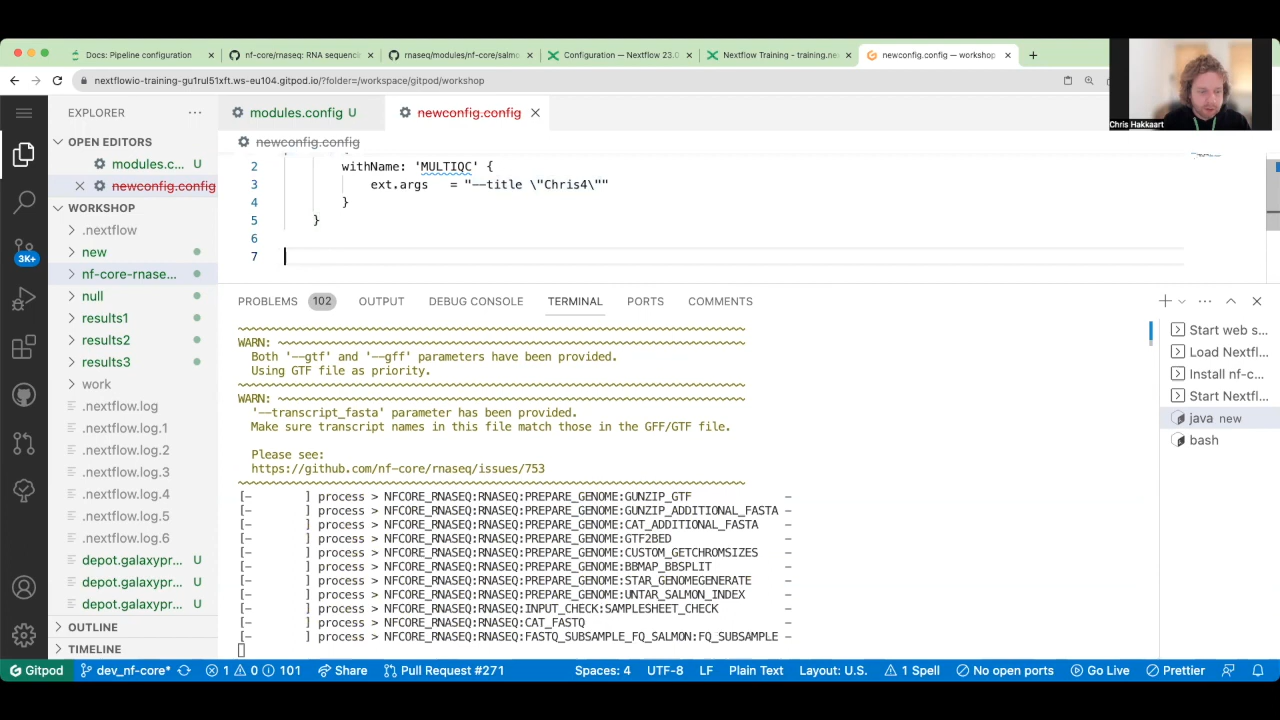 Docs: Pipeline configuration
nf-core/rnaseq: RNA sequencin
rnaseq/modules/nf-core/salmo
Configuration — Nextflow 23.0
Nextflow Training - training.ne
newconfig.config — workshop
nextflowio-training-gu1rul51xft.ws-eu104.gitpod.io/?folder=/workspace/gitpod/workshop
Chris Hakkaart
EXPLORER
modules.config U
newconfig.config
OPEN EDITORS
modules.c... U
newconfig.config
newconfig.config
WORKSHOP
.nextflow
new
nf-core-rnase...
null
results1
results2
results3
work
.nextflow.log
.nextflow.log.1
.nextflow.log.2
.nextflow.log.3
.nextflow.log.4
.nextflow.log.5
.nextflow.log.6
depot.galaxypr... U
depot.galaxypr... U
depot.galaxypr... U
OUTLINE
TIMELINE
3K+
2 withName: 'MULTIQC' {
3 ext.args = "--title \"Chris4\""
4 }
5 }
6
7
PROBLEMS 102 OUTPUT DEBUG CONSOLE TERMINAL PORTS COMMENTS
WARN: ~~~~~~~~~~~~~~~~~~~~~~~~~~~~~~~~~~~~~~~~~~~~~~~~~~~~~~~~~~~~
Both '--gtf' and '--gff' parameters have been provided.
Using GTF file as priority.
WARN: ~~~~~~~~~~~~~~~~~~~~~~~~~~~~~~~~~~~~~~~~~~~~~~~~~~~~~~~~~~~~
'--transcript_fasta' parameter has been provided.
Make sure transcript names in this file match those in the GFF/GTF file.
Please see:
https://github.com/nf-core/rnaseq/issues/753
[- ] process > NFCORE_RNASEQ:RNASEQ:PREPARE_GENOME:GUNZIP_GTF -
[- ] process > NFCORE_RNASEQ:RNASEQ:PREPARE_GENOME:GUNZIP_ADDITIONAL_FASTA -
[- ] process > NFCORE_RNASEQ:RNASEQ:PREPARE_GENOME:CAT_ADDITIONAL_FASTA -
[- ] process > NFCORE_RNASEQ:RNASEQ:PREPARE_GENOME:GTF2BED -
[- ] process > NFCORE_RNASEQ:RNASEQ:PREPARE_GENOME:CUSTOM_GETCHROMSIZES -
[- ] process > NFCORE_RNASEQ:RNASEQ:PREPARE_GENOME:BBMAP_BBSPLIT -
[- ] process > NFCORE_RNASEQ:RNASEQ:PREPARE_GENOME:STAR_GENOMEGENERATE -
[- ] process > NFCORE_RNASEQ:RNASEQ:PREPARE_GENOME:UNTAR_SALMON_INDEX -
[- ] process > NFCORE_RNASEQ:RNASEQ:INPUT_CHECK:SAMPLESHEET_CHECK -
[- ] process > NFCORE_RNASEQ:RNASEQ:CAT_FASTQ -
[- ] process > NFCORE_RNASEQ:RNASEQ:FASTQ_SUBSAMPLE_FQ_SALMON:FQ_SUBSAMPLE -
Start web s...
Load Nextfl...
Install nf-c...
Start Nextfl...
java new
bash
Gitpod dev_nf-core* 1 0 101 Share Pull Request #271 Spaces: 4 UTF-8 LF Plain Text Layout: U.S. 1 Spell No open ports Go Live Prettier